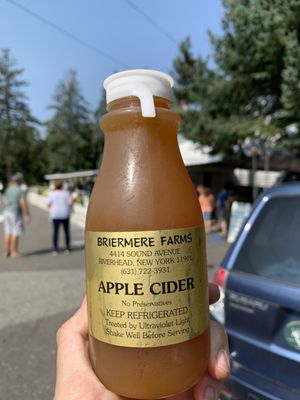 BRIERMERE FARMS
4414 SOUND AVENUE
RIVERHEAD, NEW YORK 11901
(631) 722-3931
APPLE CIDER
No Preservatives
KEEP REFRIGERATED
Treated by Ultraviolet Light
Shake Well Before Serving
SUBARU